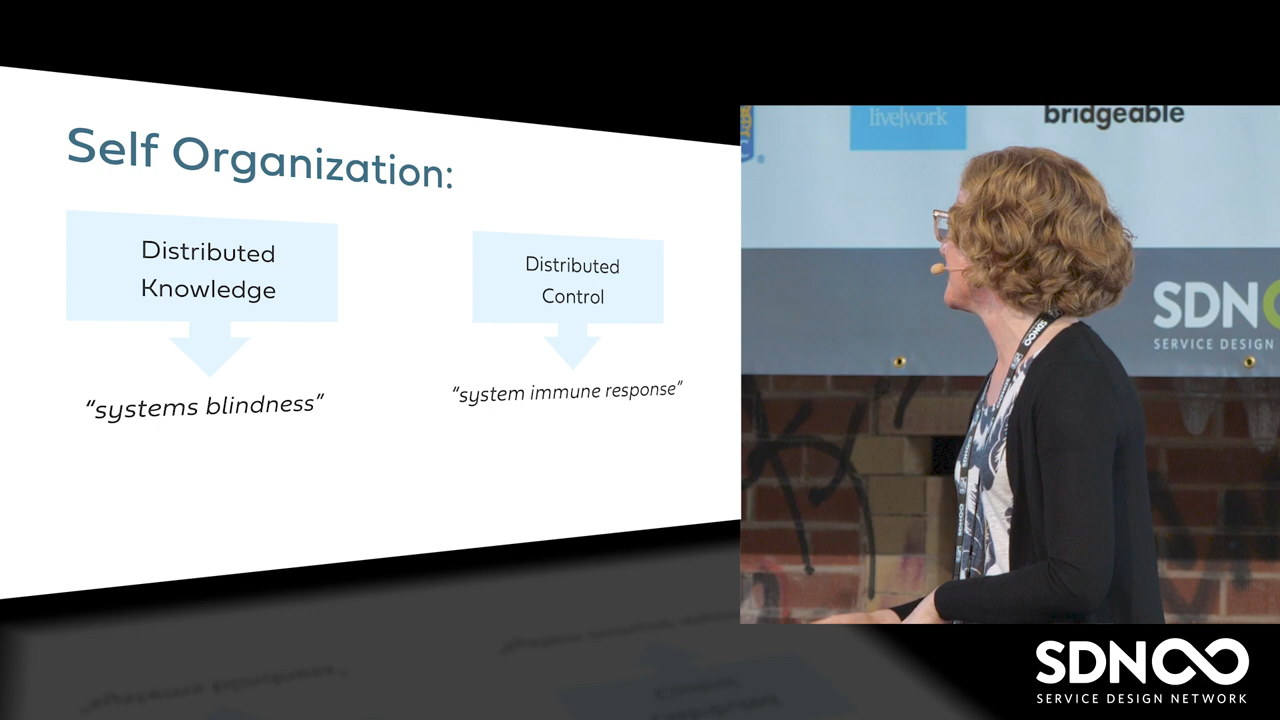 Self Organization:
Distributed
Knowledge
"systems blindness"
Distributed
Control
"system immune response"
live|work
bridgeable
SDN
SERVICE DESIGN
SDN
SERVICE DESIGN NETWORK